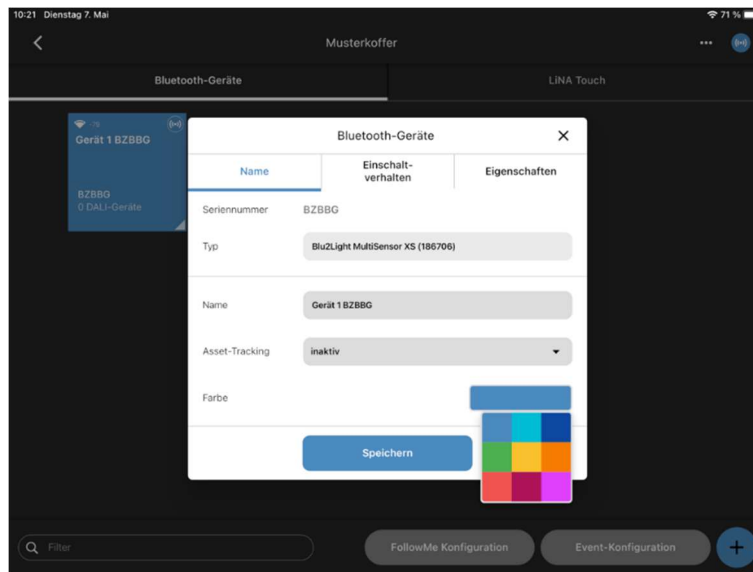 10:21 Dienstag 7. Mai
71 %
Musterkoffer
Bluetooth-Geräte
LiNA Touch
-76
Gerät 1 BZBBG
BZBBG
0 DALI-Geräte
Bluetooth-Geräte
Name
Einschalt-
verhalten
Eigenschaften
Seriennummer BZBBG
Typ Blu2Light MultiSensor XS (186706)
Name Gerät 1 BZBBG
Asset-Tracking inaktiv
Farbe
Speichern
Filter
FollowMe Konfiguration
Event-Konfiguration